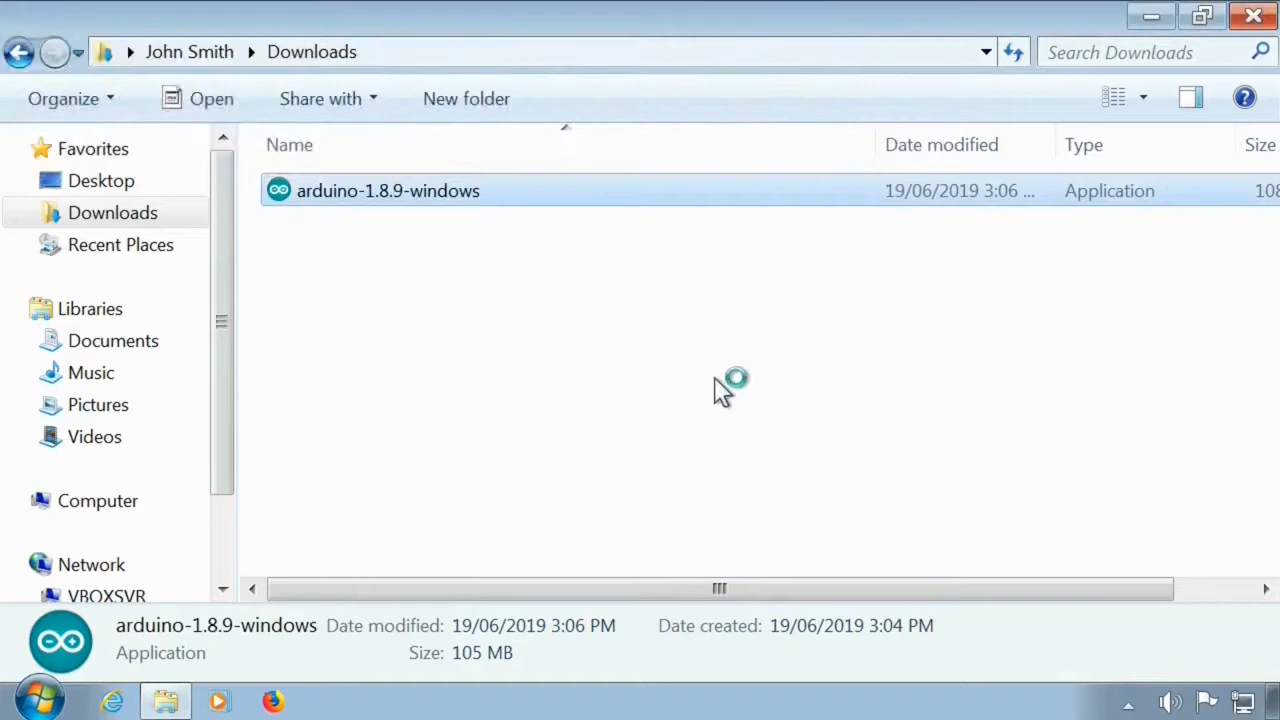 John Smith Downloads
Search Downloads
Organize Open Share with New folder
Name Date modified Type Size
arduino-1.8.9-windows 19/06/2019 3:06 ... Application 108
Favorites
Desktop
Downloads
Recent Places
Libraries
Documents
Music
Pictures
Videos
Computer
Network
VBOXSVR
arduino-1.8.9-windows Date modified: 19/06/2019 3:06 PM Date created: 19/06/2019 3:04 PM
Application Size: 105 MB